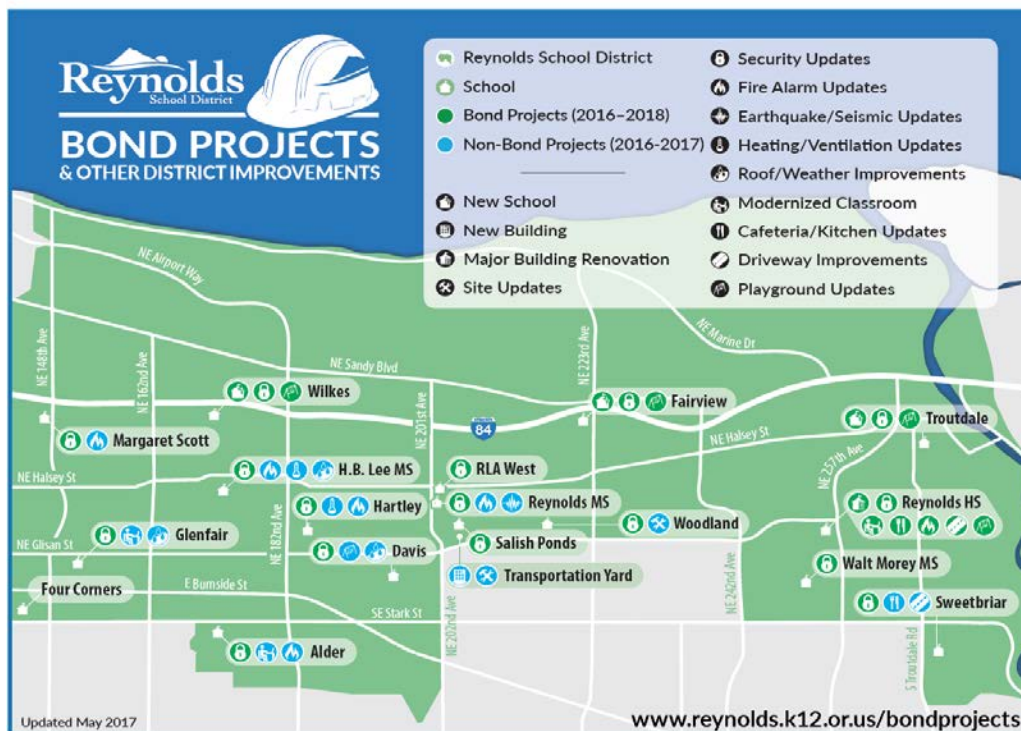 Reynolds
School District
BOND PROJECTS
& OTHER DISTRICT IMPROVEMENTS
Reynolds School District
School
Bond Projects (2016–2018)
Non-Bond Projects (2016-2017)
New School
New Building
Major Building Renovation
Site Updates
Security Updates
Fire Alarm Updates
Earthquake/Seismic Updates
Heating/Ventilation Updates
Roof/Weather Improvements
Modernized Classroom
Cafeteria/Kitchen Updates
Driveway Improvements
Playground Updates
NE Airport Way
NE 148th Ave
NE 162nd Ave
NE Sandy Blvd
NE 201st Ave
NE 223rd Ave
NE Marine Dr
Wilkes
Fairview
Troutdale
84
Margaret Scott
NE Halsey St
NE 257th Ave
NE Halsey St
H.B. Lee MS
RLA West
Hartley
Reynolds MS
Woodland
Reynolds HS
Glenfair
NE 182nd Ave
Salish Ponds
NE Glisan St
Davis
Walt Morey MS
Transportation Yard
Four Corners
E Burnside St
NE 242nd Ave
Sweetbriar
SE Stark St
NE 202nd Ave
Alder
S Troutdale Rd
Updated May 2017
www.reynolds.k12.or.us/bondprojects